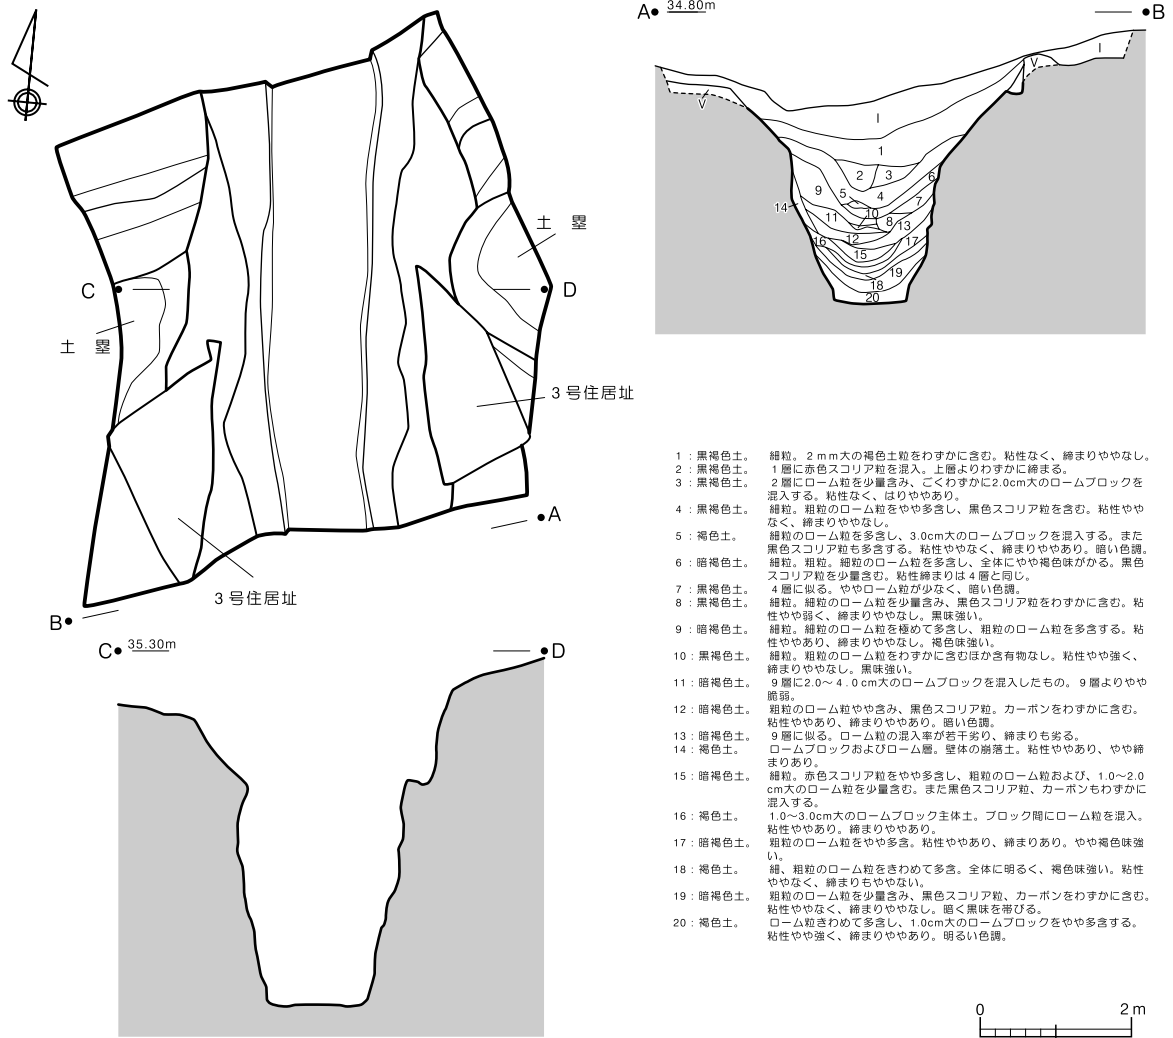 A 34.80m B
I
V
I
V
1
2 3
6
9 5 4
7
14 11 10 8 13
16 12 17
15
19
18
20
土 塁
C D
土 塁
3号住居址
A
3号住居址
B
C 35.30m D
1：黒褐色土。 細粒。2mm大の褐色土粒をわずかに含む。粘性なく、締まりややなし。
2：黒褐色土。 1層に赤色スコリア粒を混入。上層よりわずかに締まる。
3：黒褐色土。 2層にローム粒を少量含み、ごくわずかに2.0cm大のロームブロックを
混入する。粘性なく、はりややあり。
4：黒褐色土。 細粒。粗粒のローム粒をやや多含し、黒色スコリア粒を含む。粘性やや
なく、締まりややなし。
5：褐色土。 細粒のローム粒を多含し、3.0cm大のロームブロックを混入する。また
黒色スコリア粒も多含する。粘性ややなく、締まりややあり。暗い色調。
6：暗褐色土。 細粒。粗粒。細粒のローム粒を多含し、全体にやや褐色味がかる。黒色
スコリア粒を少量含む。粘性締まりは4層と同じ。
7：黒褐色土。 4層に似る。ややローム粒が少なく、暗い色調。
8：黒褐色土。 細粒。細粒のローム粒を少量含み、黒色スコリア粒をわずかに含む。粘
性やや弱く、締まりややなし。黒味強い。
9：暗褐色土。 細粒。細粒のローム粒を極めて多含し、粗粒のローム粒を多含する。粘
性ややあり、締まりややなし。褐色味強い。
10：黒褐色土。 細粒。粗粒のローム粒をわずかに含むほか含有物なし。粘性やや強く、
締まりややなし。黒味強い。
11：暗褐色土。 9層に2.0〜4.0cm大のロームブロックを混入したもの。9層よりやや
脆弱。
12：暗褐色土。 粗粒のローム粒やや含み、黒色スコリア粒。カーボンをわずかに含む。
粘性ややあり、締まりややあり。暗い色調。
13：暗褐色土。 9層に似る。ローム粒の混入率が若干劣り、締まりも劣る。
14：褐色土。 ロームブロックおよびローム層。壁体の崩落土。粘性ややあり、やや締
まりあり。
15：暗褐色土。 細粒。赤色スコリア粒をやや多含し、粗粒のローム粒および、1.0〜2.0
cm大のローム粒を少量含む。また黒色スコリア粒、カーボンもわずかに
混入する。
16：褐色土。 1.0〜3.0cm大のロームブロック主体土。ブロック間にローム粒を混入。
粘性ややあり。締まりややあり。
17：暗褐色土。 粗粒のローム粒をやや多含。粘性ややあり、締まりあり。やや褐色味強
い。
18：褐色土。 細、粗粒のローム粒をきわめて多含。全体に明るく、褐色味強い。粘性
ややなく、締まりもややない。
19：暗褐色土。 粗粒のローム粒を少量含み、黒色スコリア粒、カーボンをわずかに含む。
粘性ややなく、締まりややなし。暗く黒味を帯びる。
20：褐色土。 ローム粒きわめて多含し、1.0cm大のロームブロックをやや多含する。
粘性やや強く、締まりややあり。明るい色調。
0 2m